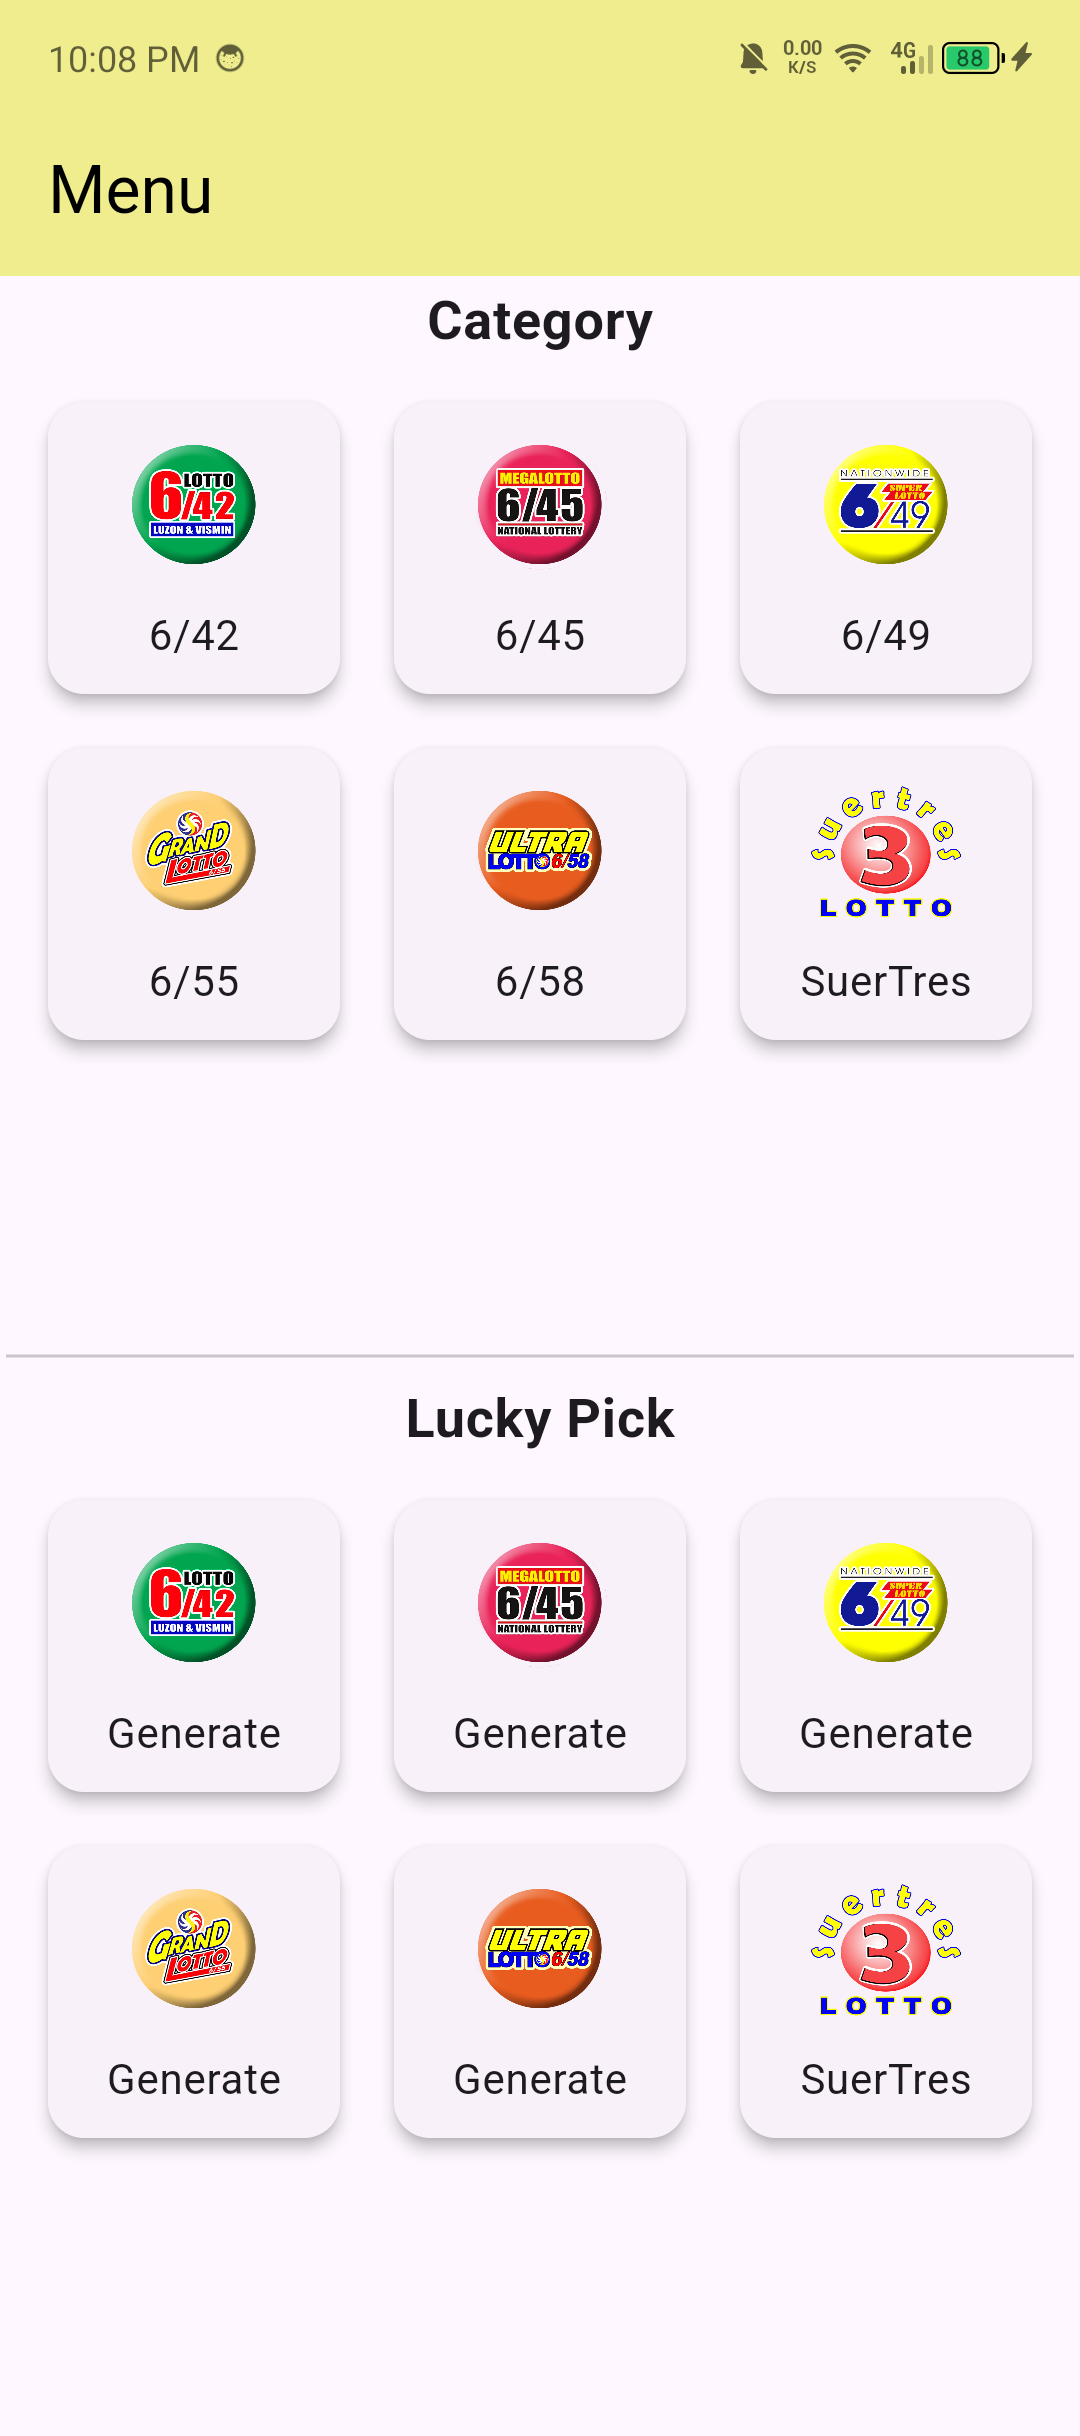 10:08 PM
0.00
K/S
4G
88
Menu
Category
LOTTO
6/42
LUZON & VISMIN
6/42
MEGALOTTO
6/45
NATIONAL LOTTERY
6/45
NATIONWIDE
SUPER
LOTTO
6/49
6/49
GRAND
LOTTO
6/55
ULTRA
LOTTO 6/58
6/58
suertres
3
LOTTO
SuerTres
Lucky Pick
LOTTO
6/42
LUZON & VISMIN
Generate
MEGALOTTO
6/45
NATIONAL LOTTERY
Generate
NATIONWIDE
SUPER
LOTTO
6/49
Generate
GRAND
LOTTO
Generate
ULTRA
LOTTO 6/58
Generate
suertres
3
LOTTO
SuerTres